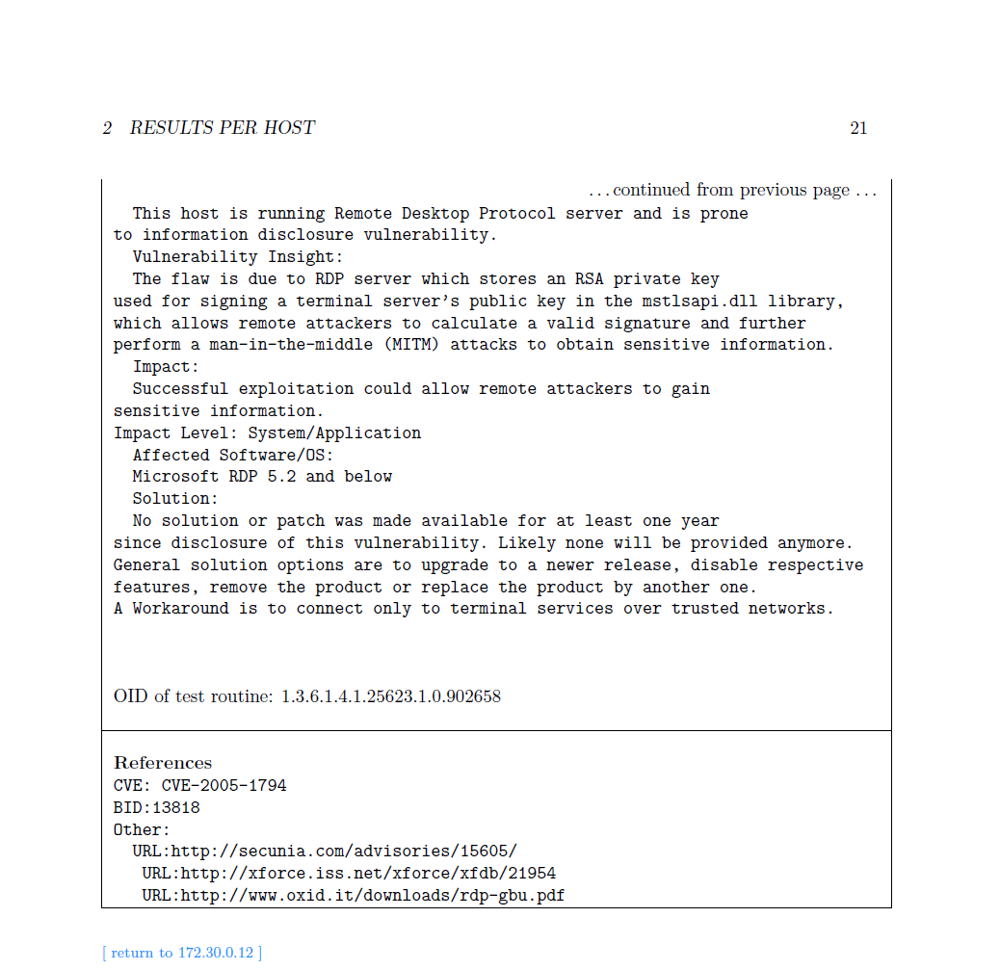 2 RESULTS PER HOST 21
...continued from previous page ...
This host is running Remote Desktop Protocol server and is prone
to information disclosure vulnerability.
Vulnerability Insight:
The flaw is due to RDP server which stores an RSA private key
used for signing a terminal server's public key in the mstlsapi.dll library,
which allows remote attackers to calculate a valid signature and further
perform a man-in-the-middle (MITM) attacks to obtain sensitive information.
Impact:
Successful exploitation could allow remote attackers to gain
sensitive information.
Impact Level: System/Application
Affected Software/OS:
Microsoft RDP 5.2 and below
Solution:
No solution or patch was made available for at least one year
since disclosure of this vulnerability. Likely none will be provided anymore.
General solution options are to upgrade to a newer release, disable respective
features, remove the product or replace the product by another one.
A Workaround is to connect only to terminal services over trusted networks.
OID of test routine: 1.3.6.1.4.1.25623.1.0.902658
References
CVE: CVE-2005-1794
BID:13818
Other:
URL:http://secunia.com/advisories/15605/
URL:http://xforce.iss.net/xforce/xfdb/21954
URL:http://www.oxid.it/downloads/rdp-gbu.pdf
[ return to 172.30.0.12 ]